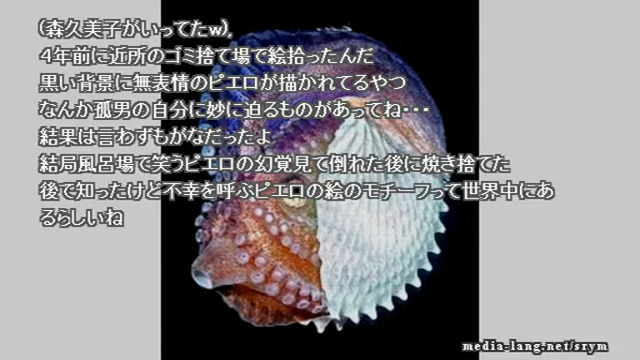 (森久美子がいってたｗ),
４年前に近所のゴミ捨て場で絵拾ったんだ
黒い背景に無表情のピエロが描かれてるやつ
なんか孤男の自分に妙に迫るものがあってね・・・
結果は言わずもがなだったよ
結局風呂場で笑うピエロの幻覚見て倒れた後に焼き捨てた
後で知ったけど不幸を呼ぶピエロの絵のモチーフって世界中にあ
るらしいね
media-lang.net/srym